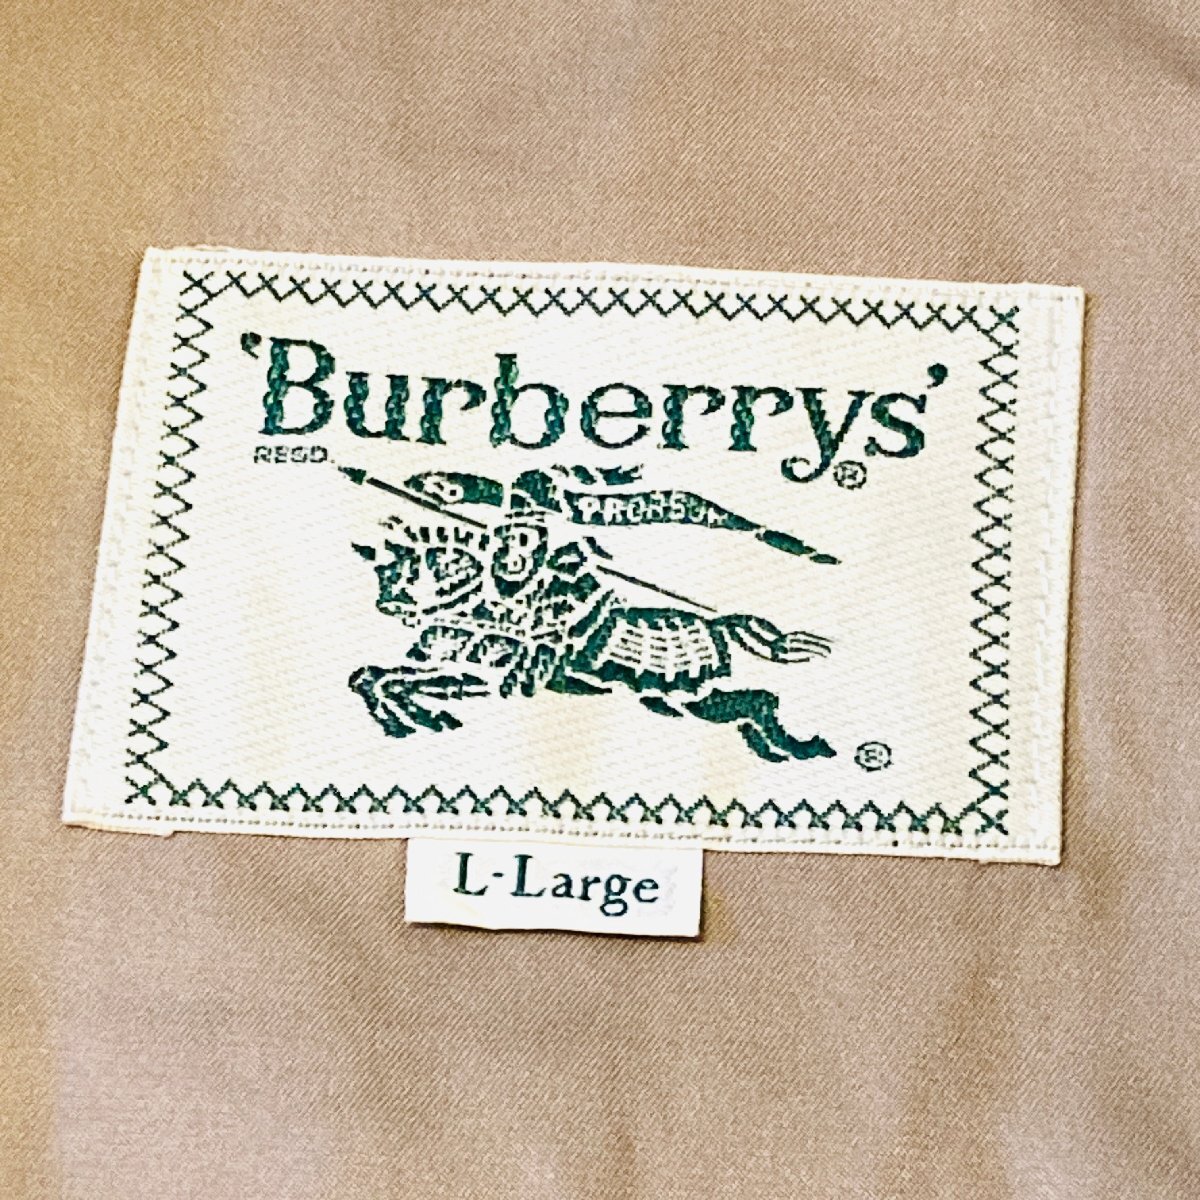 'Burberrys'®
REGD.
PRORSUM
B
®
L-Large